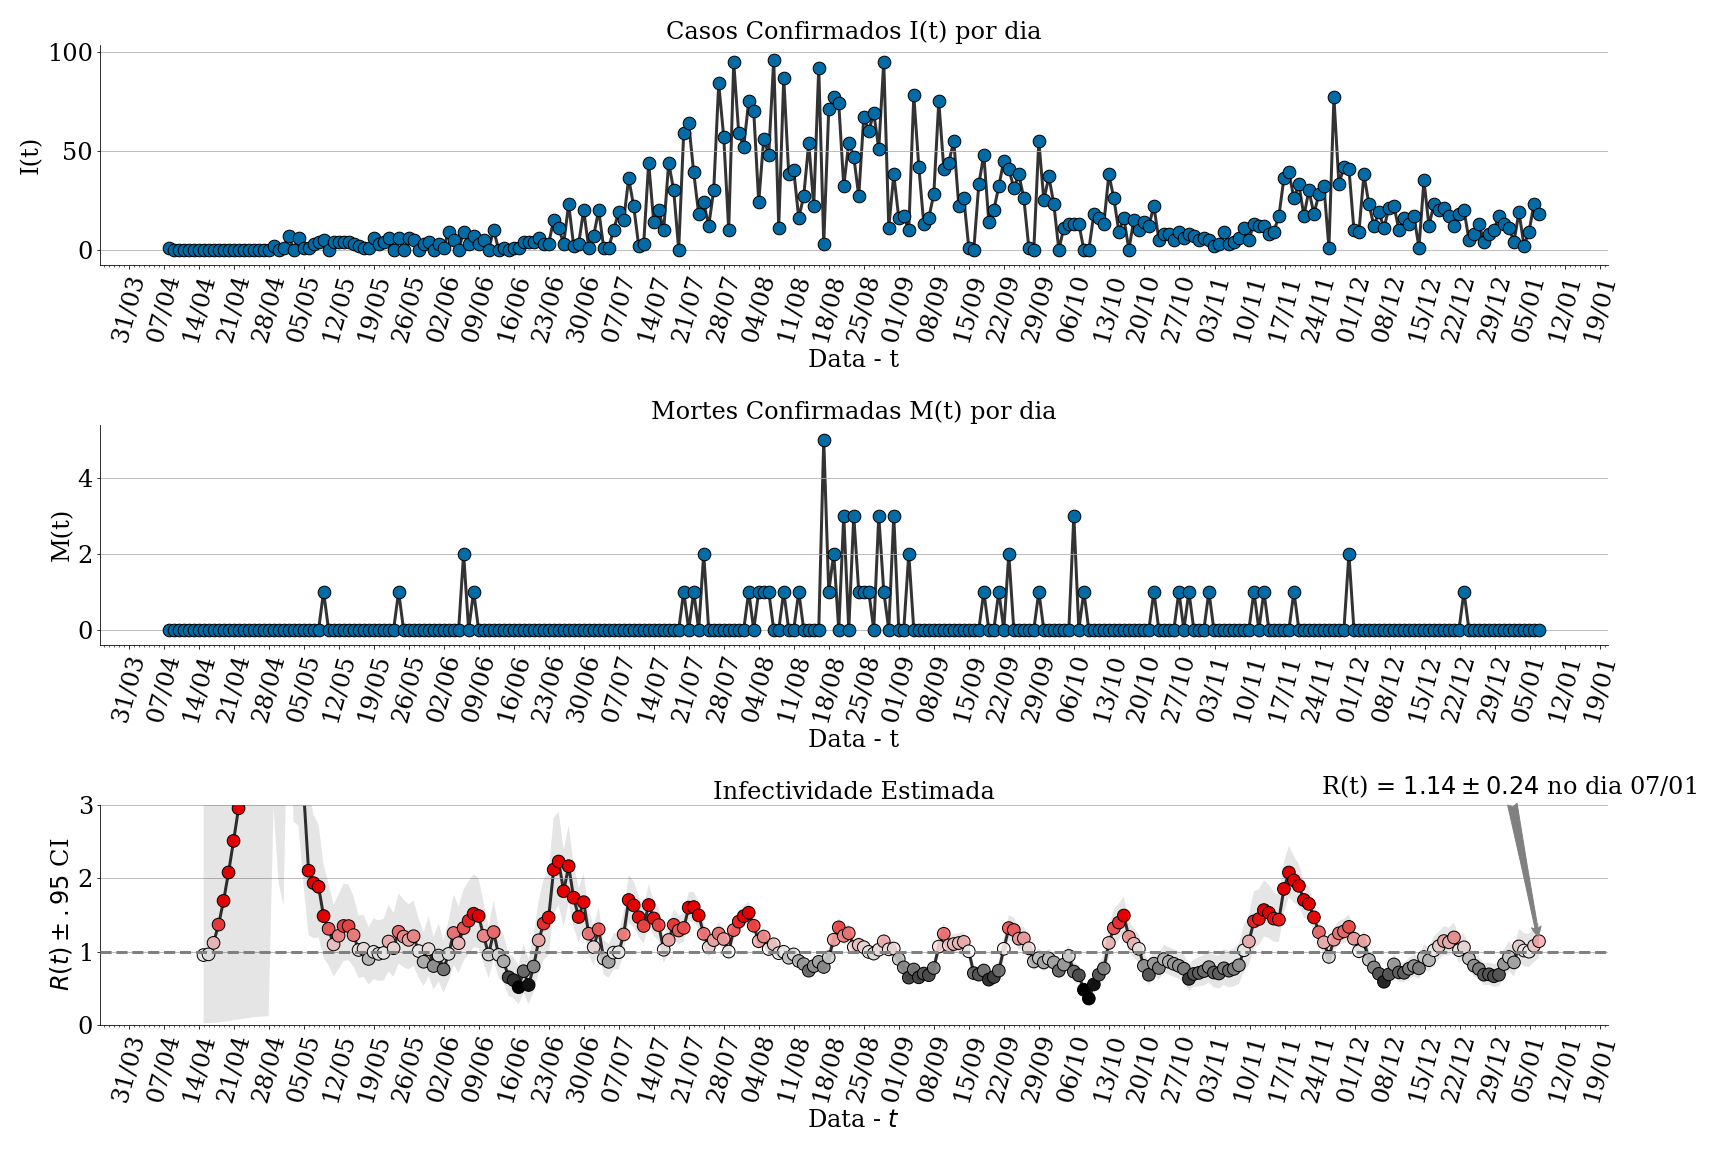 Casos Confirmados I(t) por dia
100
50
0
I(t)
31/03 07/04 14/04 21/04 28/04 05/05 12/05 19/05 26/05 02/06 09/06 16/06 23/06 30/06 07/07 14/07 21/07 28/07 04/08 11/08 18/08 25/08 01/09 08/09 15/09 22/09 29/09 06/10 13/10 20/10 27/10 03/11 10/11 17/11 24/11 01/12 08/12 15/12 22/12 29/12 05/01 12/01 19/01
Data - t
Mortes Confirmadas M(t) por dia
4
2
0
M(t)
31/03 07/04 14/04 21/04 28/04 05/05 12/05 19/05 26/05 02/06 09/06 16/06 23/06 30/06 07/07 14/07 21/07 28/07 04/08 11/08 18/08 25/08 01/09 08/09 15/09 22/09 29/09 06/10 13/10 20/10 27/10 03/11 10/11 17/11 24/11 01/12 08/12 15/12 22/12 29/12 05/01 12/01 19/01
Data - t
Infectividade Estimada
R(t) = 1.14 ± 0.24 no dia 07/01
3
2
1
0
R(t) ± .95 CI
31/03 07/04 14/04 21/04 28/04 05/05 12/05 19/05 26/05 02/06 09/06 16/06 23/06 30/06 07/07 14/07 21/07 28/07 04/08 11/08 18/08 25/08 01/09 08/09 15/09 22/09 29/09 06/10 13/10 20/10 27/10 03/11 10/11 17/11 24/11 01/12 08/12 15/12 22/12 29/12 05/01 12/01 19/01
Data - t